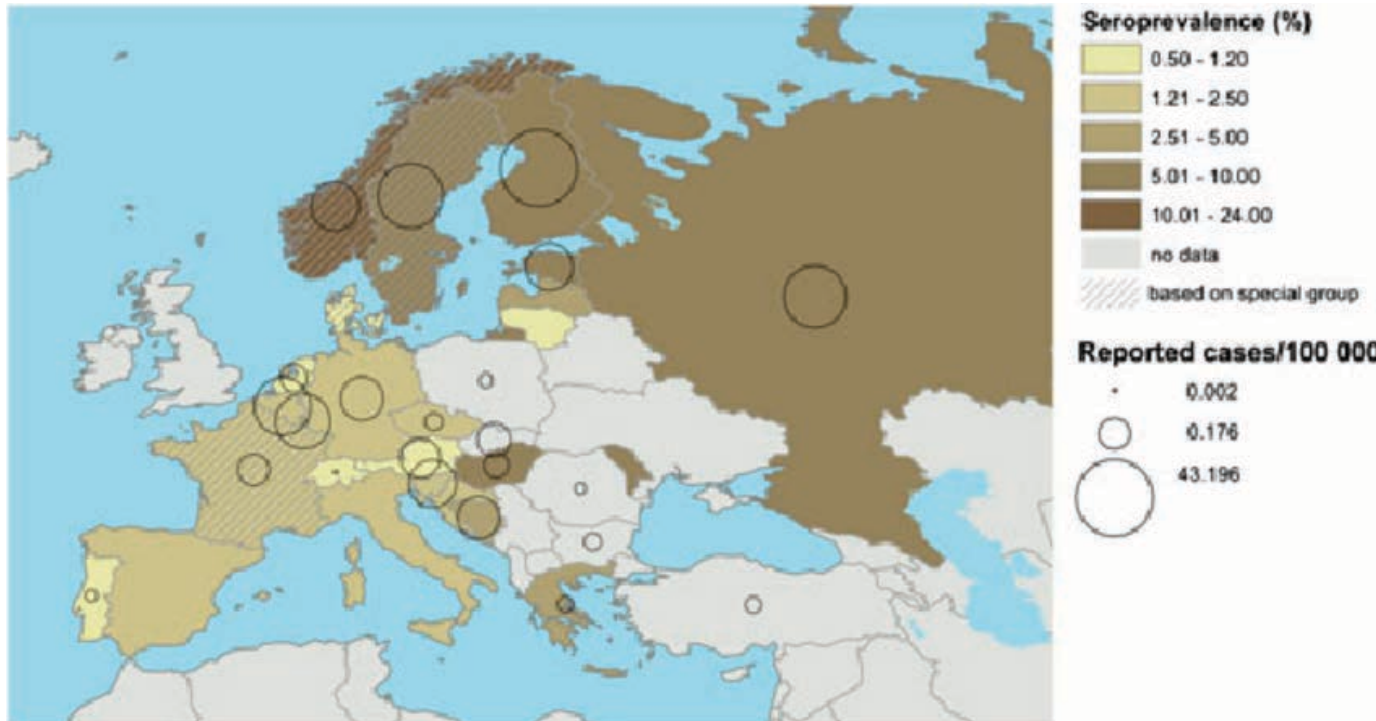 Seroprevalence (%)
0.50 - 1.20
1.21 - 2.50
2.51 - 5.00
5.01 - 10.00
10.01 - 24.00
no data
based on special group
Reported cases/100 000
0.002
0.176
43.196